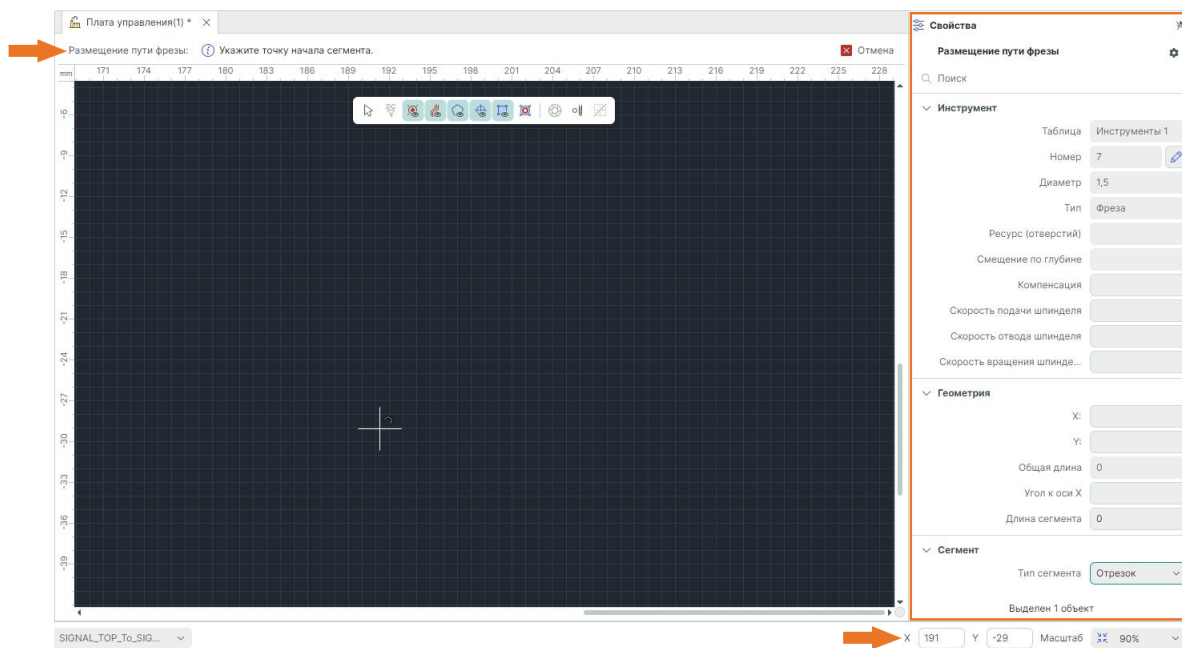 Плата управления(1) *
Свойства
Размещение пути фрезы: Укажите точку начала сегмента. Отмена
Размещение пути фрезы
mm 171 174 177 180 183 186 189 192 195 198 201 204 207 210 213 216 219 222 225 228
Поиск
Инструмент
Таблица Инструменты 1
Номер 7
Диаметр 1,5
Тип Фреза
Ресурс (отверстий)
Смещение по глубине
Компенсация
Скорость подачи шпинделя
Скорость отвода шпинделя
Скорость вращения шпинде...
Геометрия
X:
Y:
Общая длина 0
Угол к оси X
Длина сегмента 0
Сегмент
Тип сегмента Отрезок
Выделен 1 объект
-6
-9
-12
-15
-18
-21
-24
-27
-30
-33
-36
-39
SIGNAL_TOP_To_SIG...
X 191 Y -29 Масштаб 90%